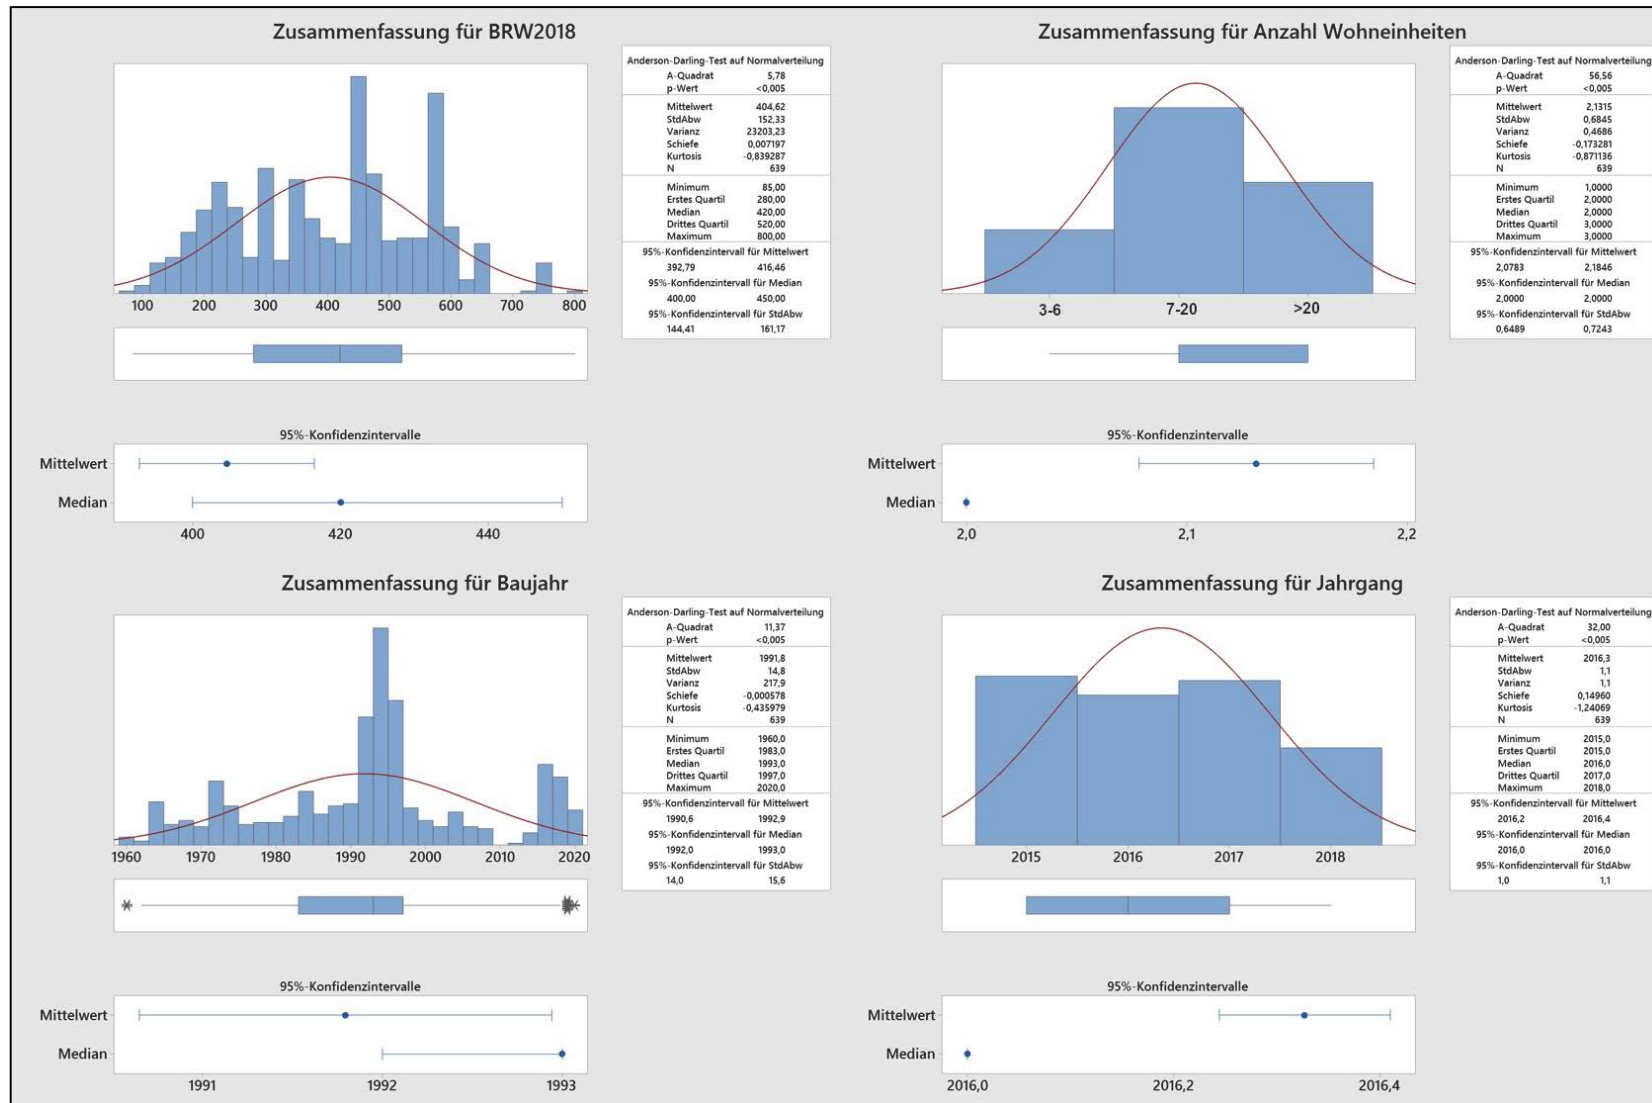 Zusammenfassung für BRW2018
Anderson-Darling-Test auf Normalverteilung
A-Quadrat 5,78
p-Wert <0,005
Mittelwert 404,62
StdAbw 152,33
Varianz 23203,23
Schiefe 0,007197
Kurtosis -0,839287
N 639
Minimum 85,00
Erstes Quartil 280,00
Median 420,00
Drittes Quartil 520,00
Maximum 800,00
95%-Konfidenzintervall für Mittelwert
392,79 416,46
95%-Konfidenzintervall für Median
400,00 450,00
95%-Konfidenzintervall für StdAbw
144,41 161,17
100 200 300 400 500 600 700 800
95%-Konfidenzintervalle
Mittelwert
Median
400 420 440
Zusammenfassung für Anzahl Wohneinheiten
Anderson-Darling-Test auf Normalverteilung
A-Quadrat 56,56
p-Wert <0,005
Mittelwert 2,1315
StdAbw 0,6845
Varianz 0,4686
Schiefe -0,173281
Kurtosis -0,871136
N 639
Minimum 1,0000
Erstes Quartil 2,0000
Median 2,0000
Drittes Quartil 3,0000
Maximum 3,0000
95%-Konfidenzintervall für Mittelwert
2,0783 2,1846
95%-Konfidenzintervall für Median
2,0000 2,0000
95%-Konfidenzintervall für StdAbw
0,6489 0,7243
3-6 7-20 >20
95%-Konfidenzintervalle
Mittelwert
Median
2,0 2,1 2,2
Zusammenfassung für Baujahr
Anderson-Darling-Test auf Normalverteilung
A-Quadrat 11,37
p-Wert <0,005
Mittelwert 1991,8
StdAbw 14,8
Varianz 217,9
Schiefe -0,000578
Kurtosis -0,435979
N 639
Minimum 1960,0
Erstes Quartil 1983,0
Median 1993,0
Drittes Quartil 1997,0
Maximum 2020,0
95%-Konfidenzintervall für Mittelwert
1990,6 1992,9
95%-Konfidenzintervall für Median
1992,0 1993,0
95%-Konfidenzintervall für StdAbw
14,0 15,6
1960 1970 1980 1990 2000 2010 2020
95%-Konfidenzintervalle
Mittelwert
Median
1991 1992 1993
Zusammenfassung für Jahrgang
Anderson-Darling-Test auf Normalverteilung
A-Quadrat 32,00
p-Wert <0,005
Mittelwert 2016,3
StdAbw 1,1
Varianz 1,1
Schiefe 0,14960
Kurtosis -1,24069
N 639
Minimum 2015,0
Erstes Quartil 2015,0
Median 2016,0
Drittes Quartil 2017,0
Maximum 2018,0
95%-Konfidenzintervall für Mittelwert
2016,2 2016,4
95%-Konfidenzintervall für Median
2016,0 2016,0
95%-Konfidenzintervall für StdAbw
1,0 1,1
2015 2016 2017 2018
95%-Konfidenzintervalle
Mittelwert
Median
2016,0 2016,2 2016,4